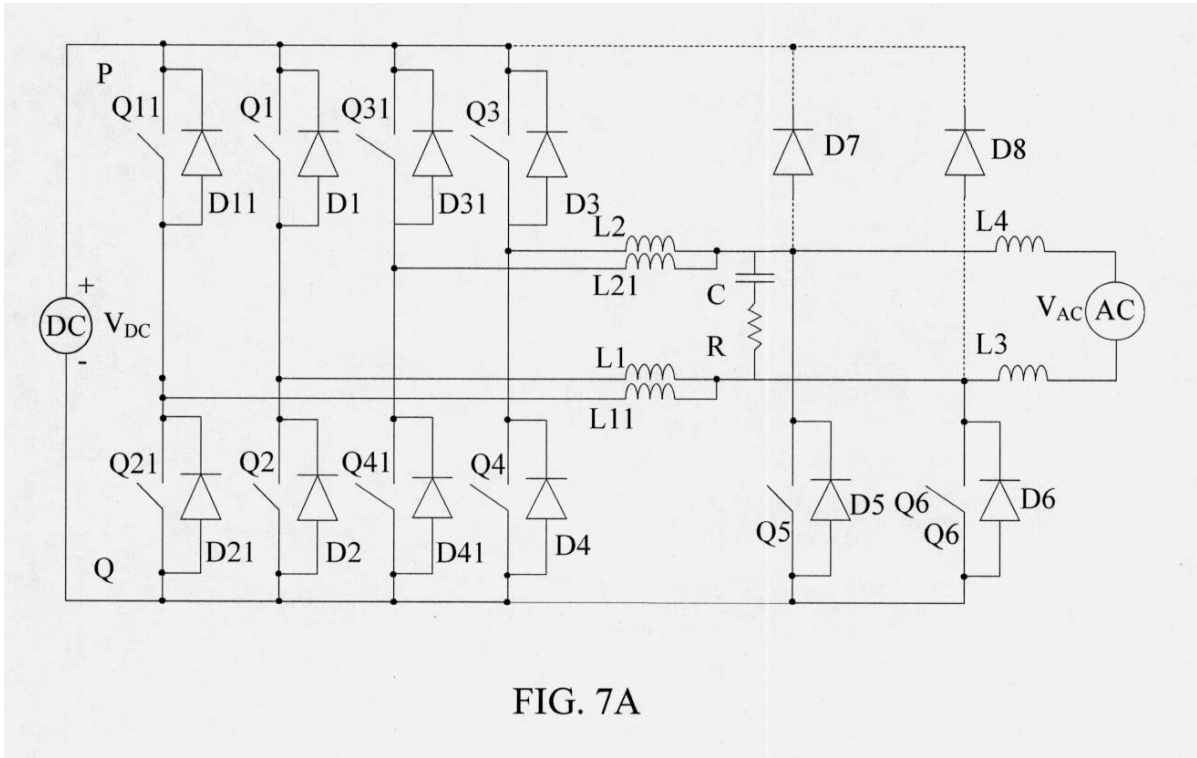 P
Q11
Q1
Q31
Q3
D7
D8
D11
D1
D31
D3
L2
L4
L21
C
+
DC
VDC
-
VAC
AC
R
L1
L3
L11
Q21
Q2
Q41
Q4
D5
Q6
D6
Q5
Q6
Q
D21
D2
D41
D4
FIG. 7A